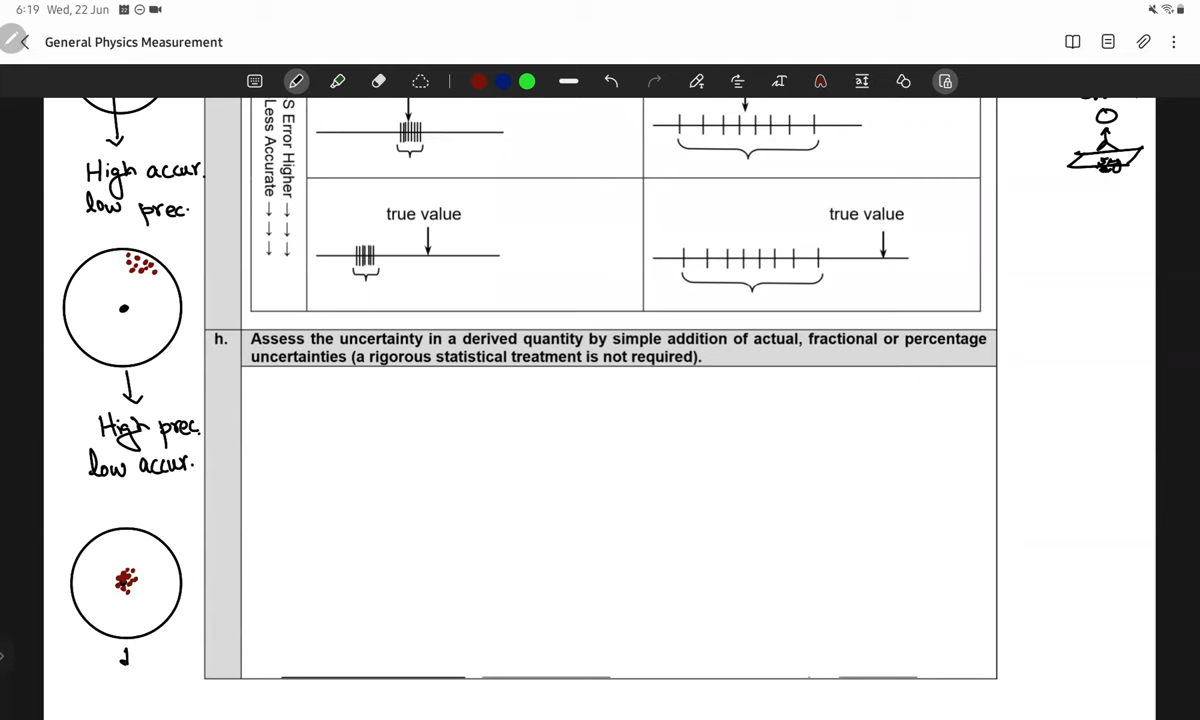 6:19 Wed, 22 Jun
General Physics Measurement
S Error Higher → → →
Less Accurate → → →
High accur.
low prec.
true value
true value
h. Assess the uncertainty in a derived quantity by simple addition of actual, fractional or percentage
uncertainties (a rigorous statistical treatment is not required).
High prec.
low accur.